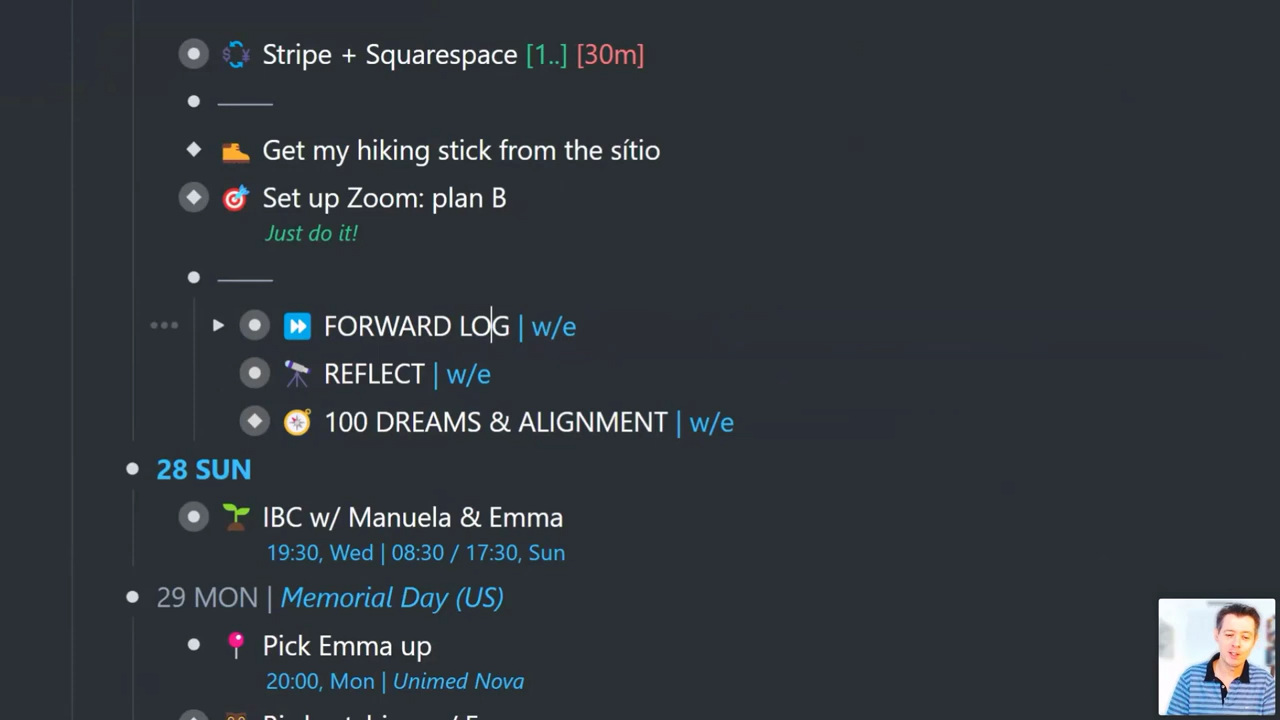 Stripe + Squarespace [1..] [30m]
Get my hiking stick from the sítio
Set up Zoom: plan B
Just do it!
FORWARD LOG | w/e
REFLECT | w/e
100 DREAMS & ALIGNMENT | w/e
28 SUN
IBC w/ Manuela & Emma
19:30, Wed | 08:30 / 17:30, Sun
29 MON | Memorial Day (US)
Pick Emma up
20:00, Mon | Unimed Nova